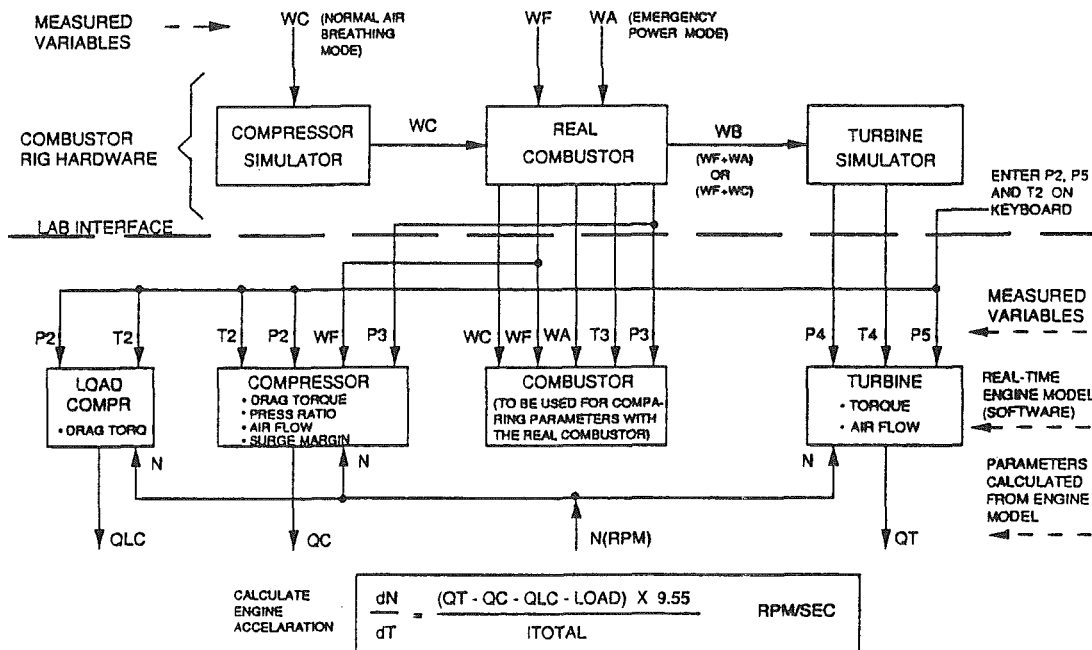 MEASURED
VARIABLES
WC (NORMAL AIR
BREATHING
MODE)
WF
WA (EMERGENCY
POWER MODE)
COMBUSTOR
RIG HARDWARE
COMPRESSOR
SIMULATOR
WC
REAL
COMBUSTOR
WB
(WF+WA)
OR
(WF+WC)
TURBINE
SIMULATOR
ENTER P2, P5
AND T2 ON
KEYBOARD
LAB INTERFACE
MEASURED
VARIABLES
P2 T2 T2 P2 WF P3 WC WF WA T3 P3 P4 T4 P5
LOAD
COMPR
• DRAG TORQ
COMPRESSOR
• DRAG TORQUE
• PRESS RATIO
• AIR FLOW
• SURGE MARGIN
COMBUSTOR
(TO BE USED FOR COMPA-
RING PARAMETERS WITH
THE REAL COMBUSTOR)
TURBINE
• TORQUE
• AIR FLOW
REAL-TIME
ENGINE MODEL
(SOFTWARE)
N N N
PARAMETERS
CALCULATED
FROM ENGINE
MODEL
QLC QC N(RPM) QT
CALCULATE
ENGINE
ACCELARATION
dN/dT = (QT - QC - QLC - LOAD) X 9.55 / ITOTAL RPM/SEC